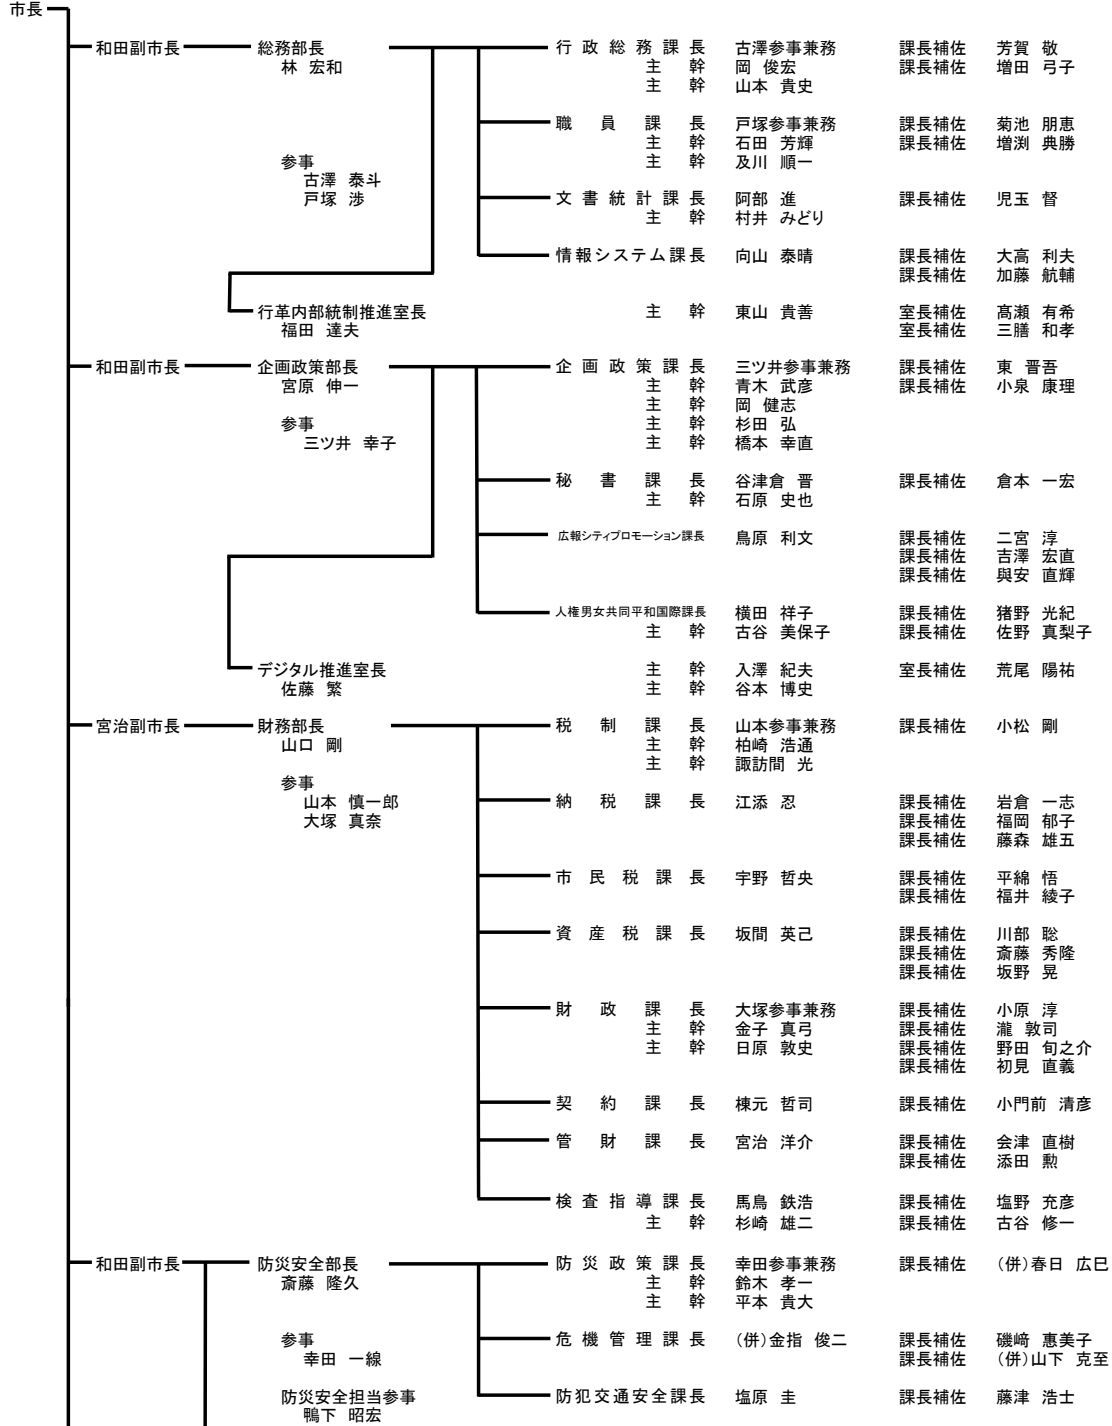 市長
和田副市長 総務部長 行政総務課長 古澤参事兼務 課長補佐 芳賀 敬
林 宏和 主幹 岡 俊宏 課長補佐 増田 弓子
主幹 山本 貴史
職員課長 戸塚参事兼務 課長補佐 菊池 朋恵
主幹 石田 芳輝 課長補佐 増渕 典勝
参事 主幹 及川 順一
古澤 泰斗
戸塚 渉
文書統計課長 阿部 進 課長補佐 児玉 督
主幹 村井 みどり
情報システム課長 向山 泰晴 課長補佐 大高 利夫
課長補佐 加藤 航輔
行革内部統制推進室長 主幹 東山 貴善 室長補佐 髙瀬 有希
福田 達夫 室長補佐 三膳 和孝
和田副市長 企画政策部長 企画政策課長 三ツ井参事兼務 課長補佐 東 晋吾
宮原 伸一 主幹 青木 武彦 課長補佐 小泉 康理
主幹 岡 健志
参事 主幹 杉田 弘
三ツ井 幸子 主幹 橋本 幸直
秘書課長 谷津倉 晋 課長補佐 倉本 一宏
主幹 石原 史也
広報シティプロモーション課長 鳥原 利文 課長補佐 二宮 淳
課長補佐 吉澤 宏直
課長補佐 與安 直輝
人権男女共同平和国際課長 横田 祥子 課長補佐 猪野 光紀
主幹 古谷 美保子 課長補佐 佐野 真梨子
デジタル推進室長 主幹 入澤 紀夫 室長補佐 荒尾 陽祐
佐藤 繁 主幹 谷本 博史
宮治副市長 財務部長 税制課長 山本参事兼務 課長補佐 小松 剛
山口 剛 主幹 柏崎 浩通
主幹 諏訪間 光
参事
山本 慎一郎 納税課長 江添 忍 課長補佐 岩倉 一志
大塚 真奈 課長補佐 福岡 郁子
課長補佐 藤森 雄五
市民税課長 宇野 哲央 課長補佐 平綿 悟
課長補佐 福井 綾子
資産税課長 坂間 英己 課長補佐 川部 聡
課長補佐 斎藤 秀隆
課長補佐 坂野 晃
財政課長 大塚参事兼務 課長補佐 小原 淳
主幹 金子 真弓 課長補佐 瀧 敦司
主幹 日原 敦史 課長補佐 野田 旬之介
課長補佐 初見 直義
契約課長 棟元 哲司 課長補佐 小門前 清彦
管財課長 宮治 洋介 課長補佐 会津 直樹
課長補佐 添田 勲
検査指導課長 馬鳥 鉄浩 課長補佐 塩野 充彦
主幹 杉崎 雄二 課長補佐 古谷 修一
和田副市長 防災安全部長 防災政策課長 幸田参事兼務 課長補佐 (併)春日 広巳
斎藤 隆久 主幹 鈴木 孝一
主幹 平本 貴大
参事 危機管理課長 (併)金指 俊二 課長補佐 磯﨑 惠美子
幸田 一線 課長補佐 (併)山下 克至
防災安全担当参事 防犯交通安全課長 塩原 圭 課長補佐 藤津 浩士
鴨下 昭宏